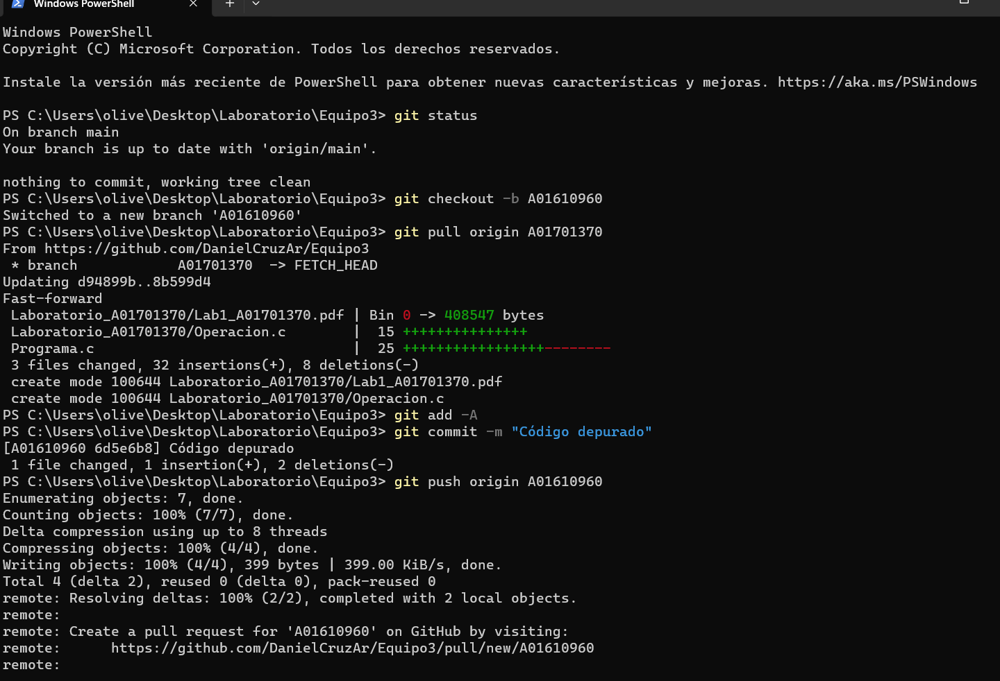 Windows PowerShell
Windows PowerShell
Copyright (C) Microsoft Corporation. Todos los derechos reservados.
Instale la versión más reciente de PowerShell para obtener nuevas características y mejoras. https://aka.ms/PSWindows
PS C:\Users\olive\Desktop\Laboratorio\Equipo3> git status
On branch main
Your branch is up to date with 'origin/main'.
nothing to commit, working tree clean
PS C:\Users\olive\Desktop\Laboratorio\Equipo3> git checkout -b A01610960
Switched to a new branch 'A01610960'
PS C:\Users\olive\Desktop\Laboratorio\Equipo3> git pull origin A01701370
From https://github.com/DanielCruzAr/Equipo3
 * branch            A01701370  -> FETCH_HEAD
Updating d94899b..8b599d4
Fast-forward
 Laboratorio_A01701370/Lab1_A01701370.pdf | Bin 0 -> 408547 bytes
 Laboratorio_A01701370/Operacion.c        |  15 +++++++++++++++
 Programa.c                               |  25 +++++++++++++++++--------
 3 files changed, 32 insertions(+), 8 deletions(-)
 create mode 100644 Laboratorio_A01701370/Lab1_A01701370.pdf
 create mode 100644 Laboratorio_A01701370/Operacion.c
PS C:\Users\olive\Desktop\Laboratorio\Equipo3> git add -A
PS C:\Users\olive\Desktop\Laboratorio\Equipo3> git commit -m "Código depurado"
[A01610960 6d5e6b8] Código depurado
 1 file changed, 1 insertion(+), 2 deletions(-)
PS C:\Users\olive\Desktop\Laboratorio\Equipo3> git push origin A01610960
Enumerating objects: 7, done.
Counting objects: 100% (7/7), done.
Delta compression using up to 8 threads
Compressing objects: 100% (4/4), done.
Writing objects: 100% (4/4), 399 bytes | 399.00 KiB/s, done.
Total 4 (delta 2), reused 0 (delta 0), pack-reused 0
remote: Resolving deltas: 100% (2/2), completed with 2 local objects.
remote:
remote: Create a pull request for 'A01610960' on GitHub by visiting:
remote:      https://github.com/DanielCruzAr/Equipo3/pull/new/A01610960
remote: